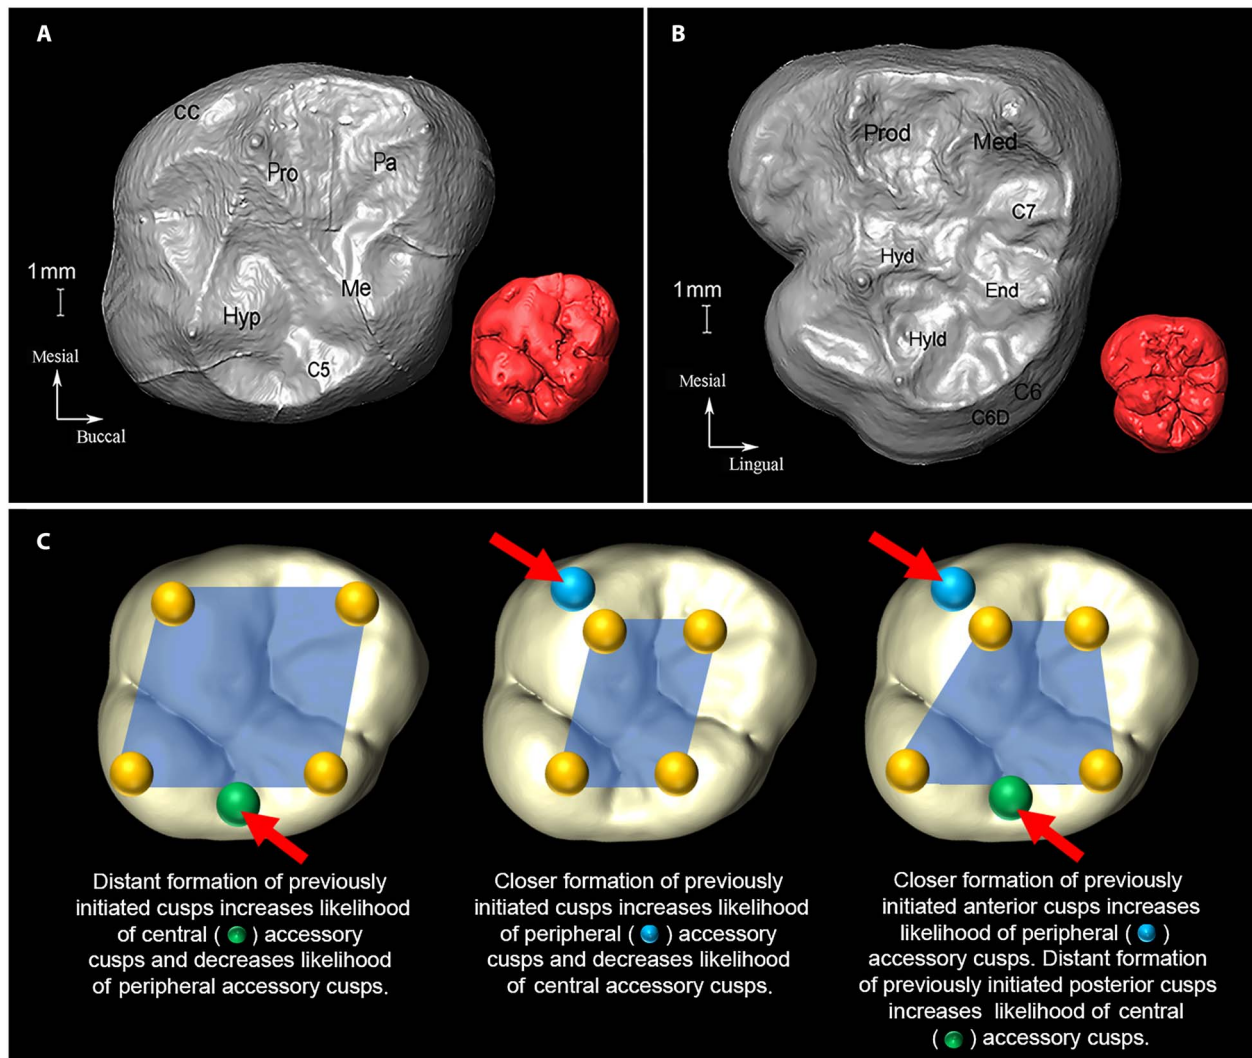 A
CC
Pro
Pa
1mm
Me
Hyp
C5
Mesial
Buccal
B
Prod
Med
C7
Hyd
1mm
End
Hyld
Mesial
C6
C6D
Lingual
C
Distant formation of previously
initiated cusps increases likelihood
of central ( ) accessory
cusps and decreases likelihood
of peripheral accessory cusps.
Closer formation of previously
initiated cusps increases likelihood
of peripheral ( ) accessory
cusps and decreases likelihood
of central accessory cusps.
Closer formation of previously
initiated anterior cusps increases
likelihood of peripheral ( )
accessory cusps. Distant formation
of previously initiated posterior cusps
increases likelihood of central
( ) accessory cusps.